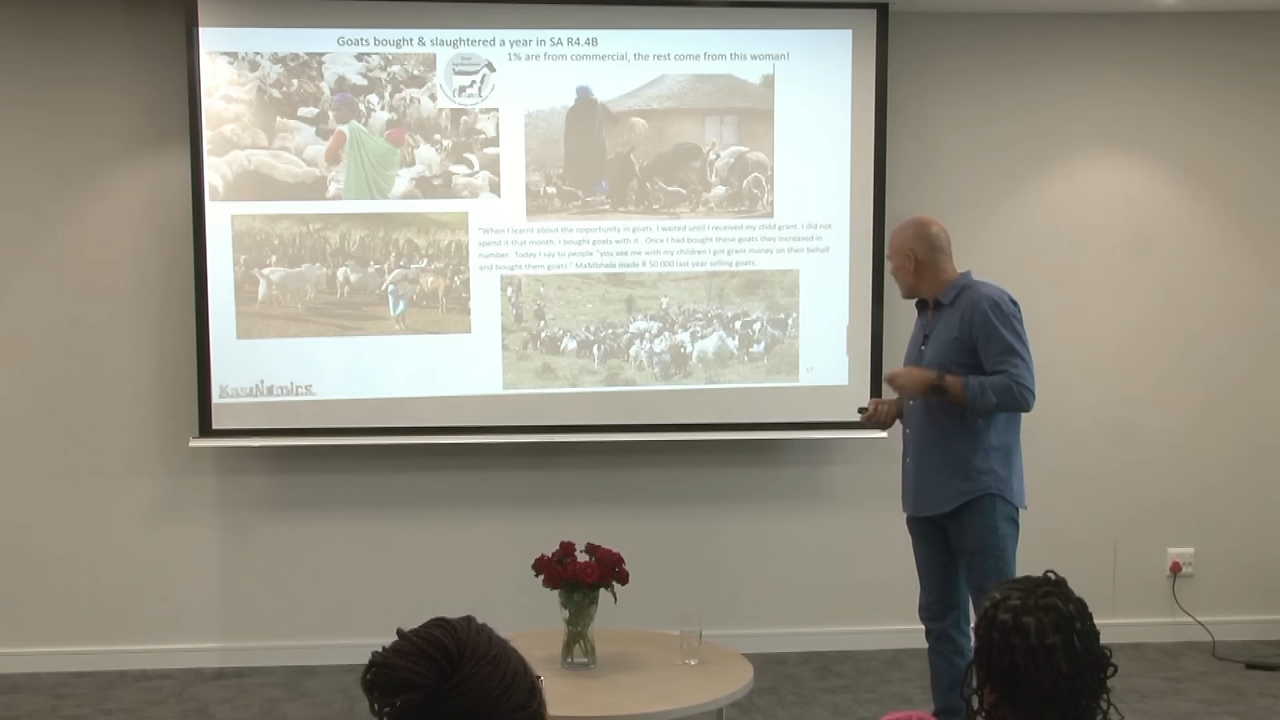 Goats bought & slaughtered a year in SA R4.4B
1% are from commercial, the rest come from this woman!
"When I learnt about the opportunity in goats, I waited until I received my child grant. I did not
spend it that month, I bought goats with it. Once I had bought these goats they increased in
number. Today I say to people "you see me with my children I got grant money on their behalf
and bought them goats." MaMbhele made R 50 000 last year selling goats.
KasiNomics